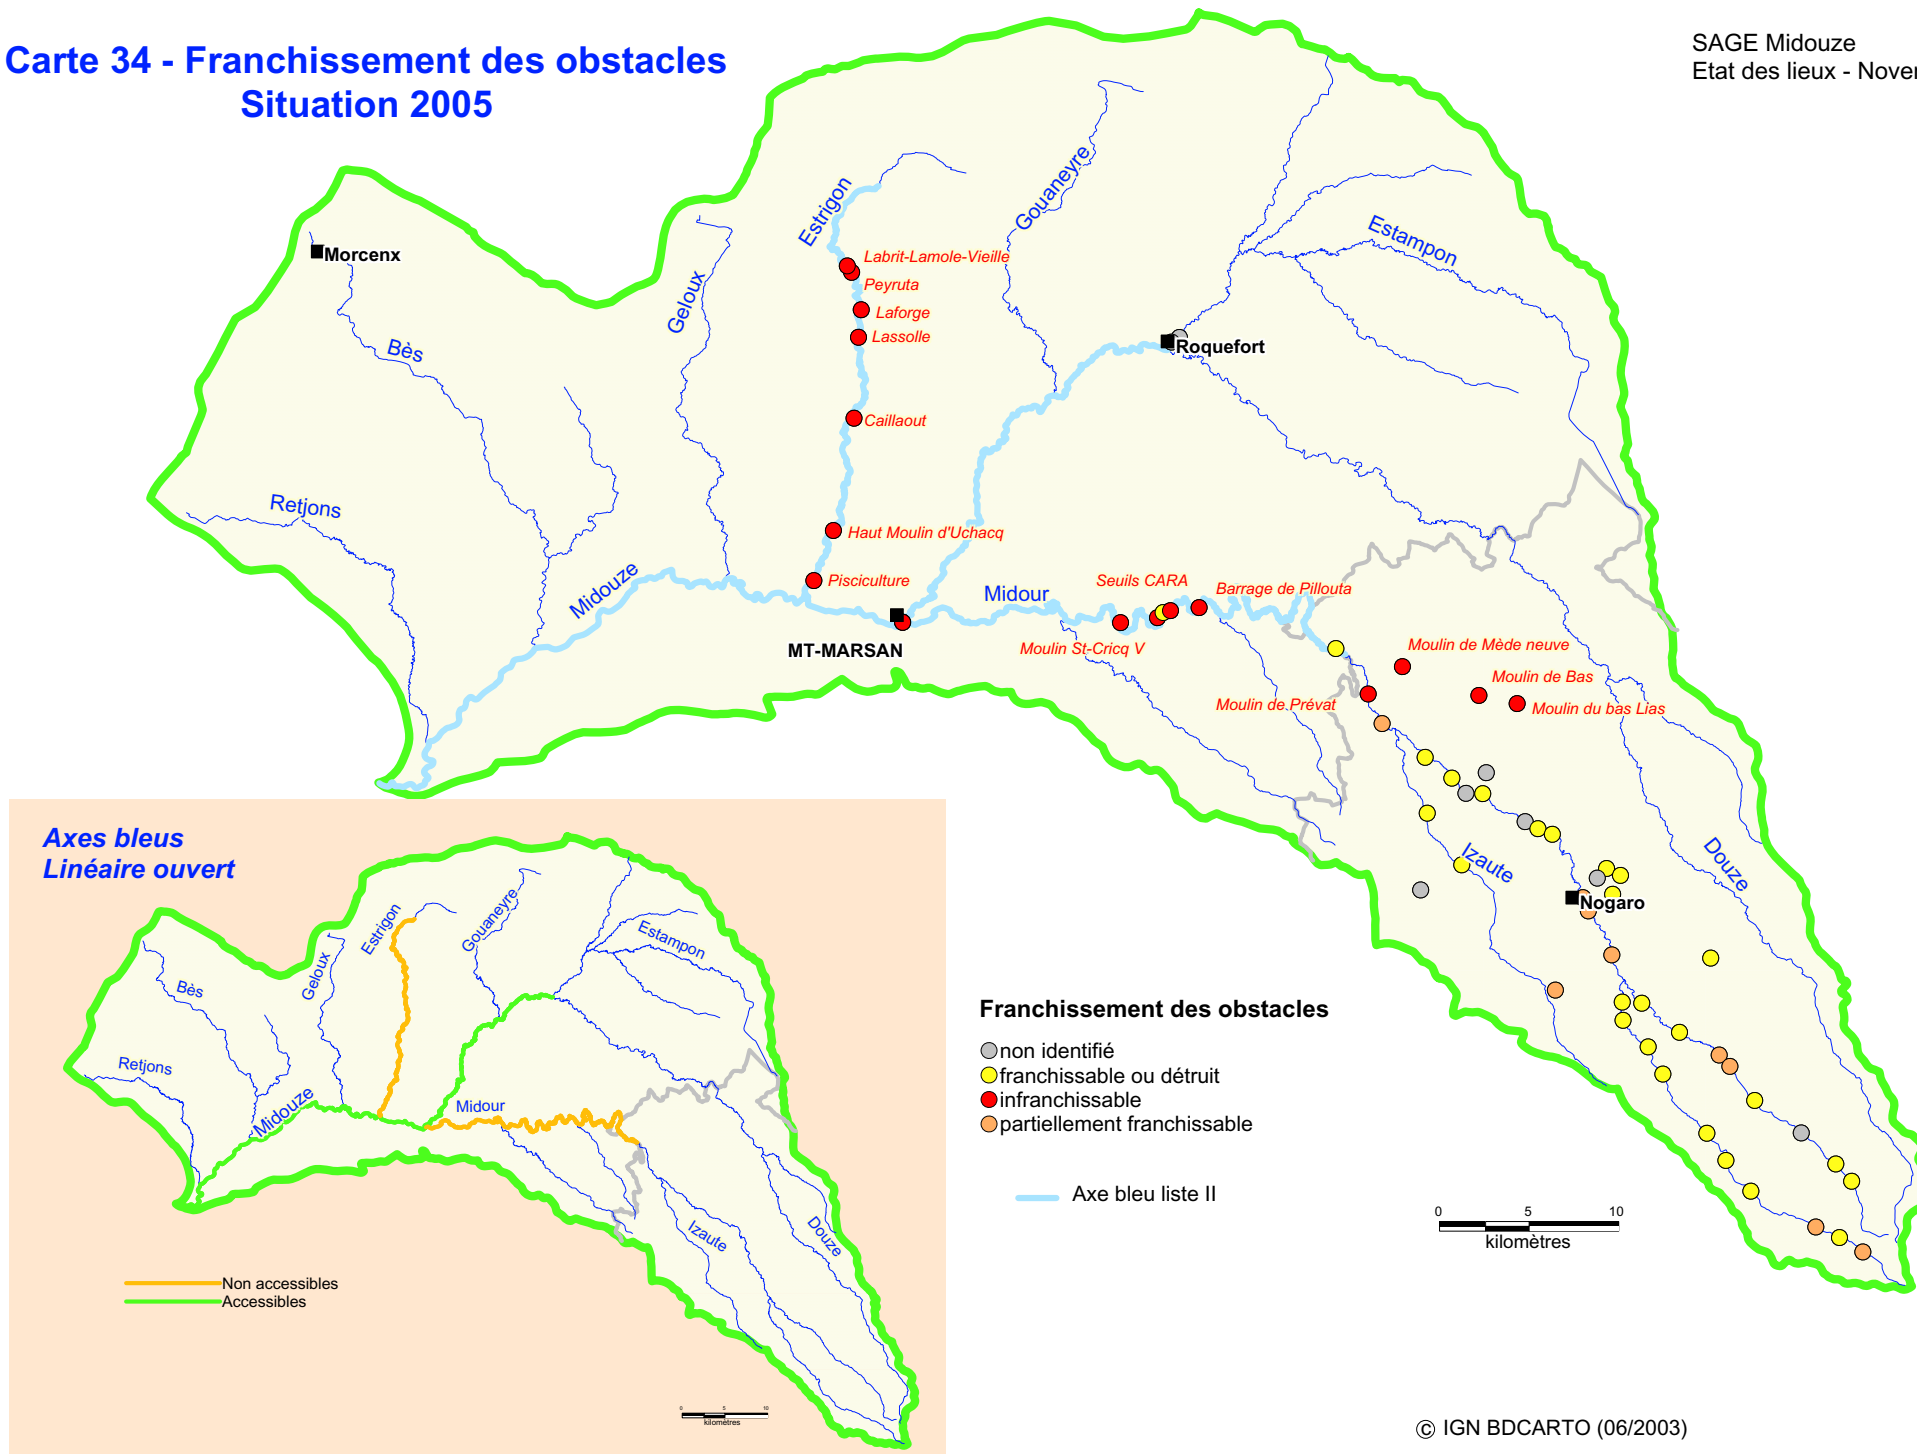 Carte 34 - Franchissement des obstacles
Situation 2005
SAGE Midouze
Etat des lieux -
Morcenx
Bès
Retjons
Geloux
Estrigon
Gouaneyre
Estampon
Labrit-Lamole-Vieille
Peyruta
Laforge
Lassolle
Roquefort
Caillaout
Haut Moulin d'Uchacq
Pisciculture
Midouze
MT-MARSAN
Midour
Seuils CARA
Barrage de Pillouta
Moulin St-Cricq V
Moulin de Mède neuve
Moulin de Bas
Moulin de Prévat
Moulin du bas Lias
Izaute
Douze
Nogaro
Axes bleus
Linéaire ouvert
Estrigon
Gouaneyre
Estampon
Geloux
Bès
Retjons
Midouze
Midour
Izaute
Douze
Non accessibles
Accessibles
0 5 10
kilomètres
Franchissement des obstacles
non identifié
franchissable ou détruit
infranchissable
partiellement franchissable
Axe bleu liste II
0 5 10
kilomètres
© IGN BDCARTO (06/2003)